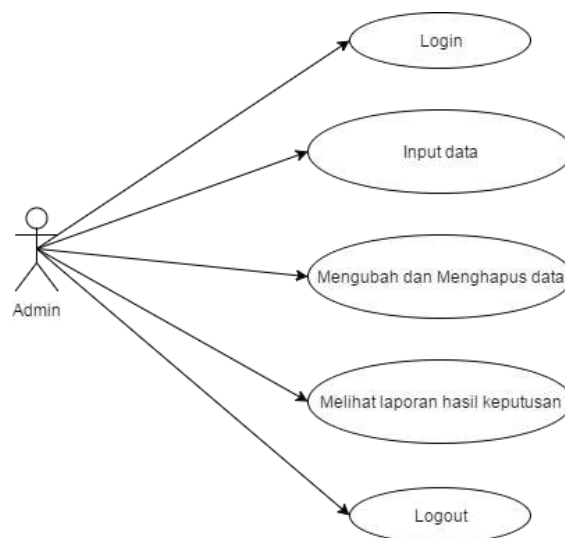 Login
Input data
Mengubah dan Menghapus data
Admin
Melihat laporan hasil keputusan
Logout